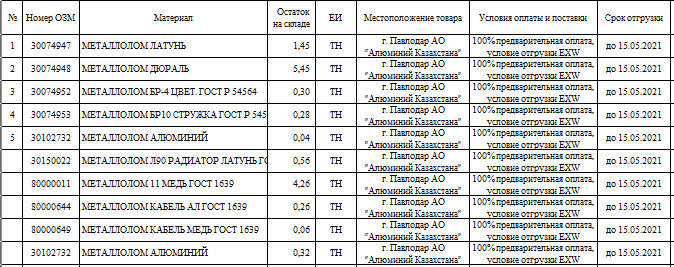 № Номер ОЗМ Материал Остаток на складе ЕИ Местоположение товара Условия оплаты и поставки Срок отгрузки
1 30074947 МЕТАЛЛОЛОМ ЛАТУНЬ 1,45 ТН г. Павлодар АО "Алюминий Казахстана" 100% предварительная оплата, условие отгрузки EXW до 15.05.2021
2 30074948 МЕТАЛЛОЛОМ ДЮРАЛЬ 5,45 ТН г. Павлодар АО "Алюминий Казахстана" 100% предварительная оплата, условие отгрузки EXW до 15.05.2021
3 30074952 МЕТАЛЛОЛОМ БР-4 ЦВЕТ. ГОСТ Р 54564 0,30 ТН г. Павлодар АО "Алюминий Казахстана" 100% предварительная оплата, условие отгрузки EXW до 15.05.2021
4 30074953 МЕТАЛЛОЛОМ БР10 СТРУЖКА ГОСТ Р 545 0,28 ТН г. Павлодар АО "Алюминий Казахстана" 100% предварительная оплата, условие отгрузки EXW до 15.05.2021
5 30102732 МЕТАЛЛОЛОМ АЛЮМИНИЙ 0,04 ТН г. Павлодар АО "Алюминий Казахстана" 100% предварительная оплата, условие отгрузки EXW до 15.05.2021
30150022 МЕТАЛЛОЛОМ Л90 РАДИАТОР ЛАТУНЬ ГО 0,56 ТН г. Павлодар АО "Алюминий Казахстана" 100% предварительная оплата, условие отгрузки EXW до 15.05.2021
80000011 МЕТАЛЛОЛОМ 11 МЕДЬ ГОСТ 1639 4,26 ТН г. Павлодар АО "Алюминий Казахстана" 100% предварительная оплата, условие отгрузки EXW до 15.05.2021
80000644 МЕТАЛЛОЛОМ КАБЕЛЬ АЛ ГОСТ 1639 0,26 ТН г. Павлодар АО "Алюминий Казахстана" 100% предварительная оплата, условие отгрузки EXW до 15.05.2021
80000649 МЕТАЛЛОЛОМ КАБЕЛЬ МЕДЬ ГОСТ 1639 0,06 ТН г. Павлодар АО "Алюминий Казахстана" 100% предварительная оплата, условие отгрузки EXW до 15.05.2021
30102732 МЕТАЛЛОЛОМ АЛЮМИНИЙ 0,32 ТН г. Павлодар АО "Алюминий Казахстана" 100% предварительная оплата, условие отгрузки EXW до 15.05.2021